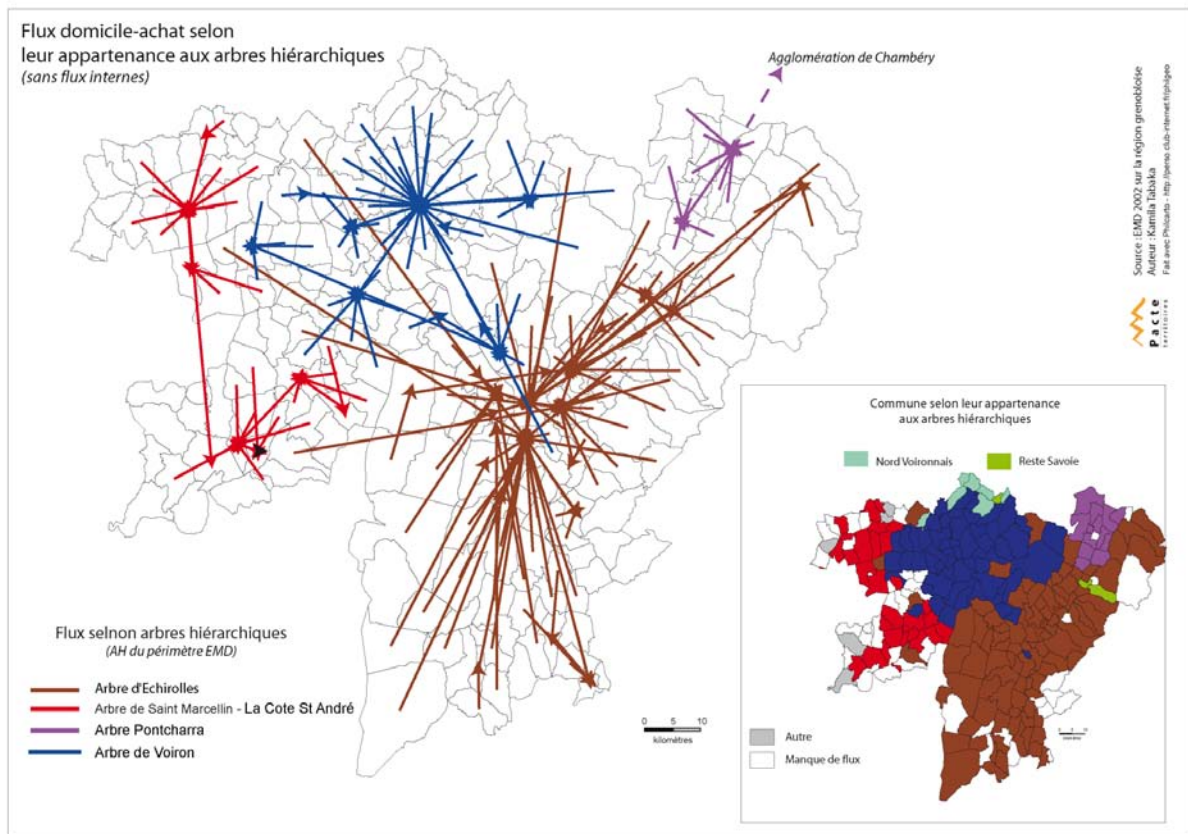 Flux domicile-achat selon
leur appartenance aux arbres hiérarchiques
(sans flux internes)
Agglomération de Chambéry
Source : EMD 2002 sur la région grenobloise
Auteur : Kamila Tabaka
Fait avec Philcarto - http://perso club-internet.fr/philgeo
Pacte
territoires
Flux selnon arbres hiérarchiques
(AH du périmètre EMD)
Arbre d'Echirolles
Arbre de Saint Marcellin - La Cote St André
Arbre Pontcharra
Arbre de Voiron
0 5 10
kilomètres
Commune selon leur appartenance
aux arbres hiérarchiques
Nord Voironnais
Reste Savoie
Autre
Manque de flux